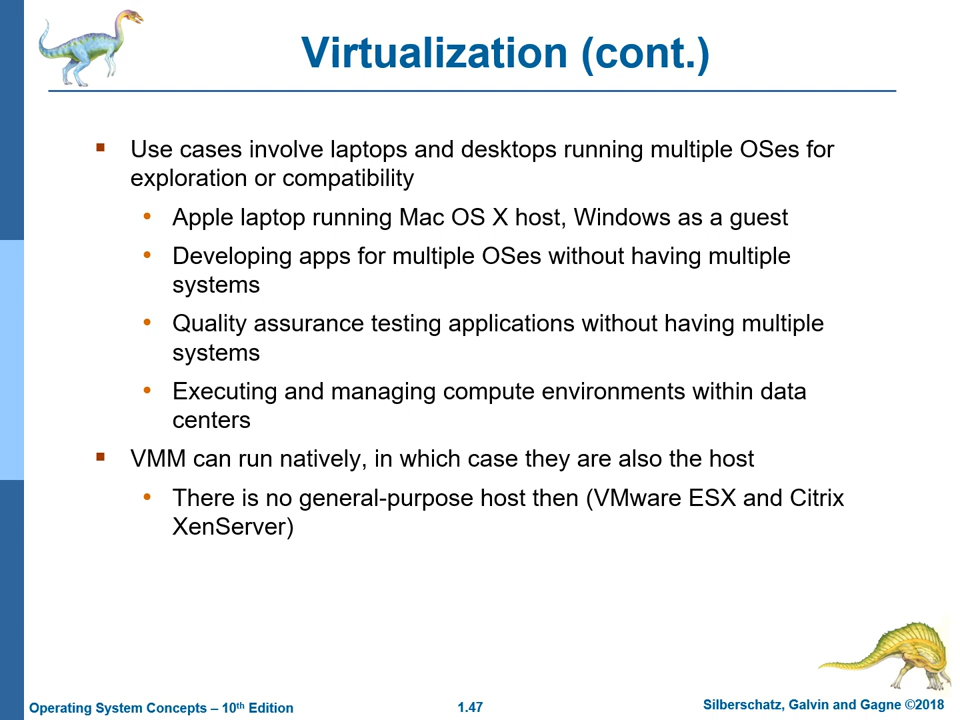 Virtualization (cont.)
▪ Use cases involve laptops and desktops running multiple OSes for
exploration or compatibility
• Apple laptop running Mac OS X host, Windows as a guest
• Developing apps for multiple OSes without having multiple
systems
• Quality assurance testing applications without having multiple
systems
• Executing and managing compute environments within data
centers
▪ VMM can run natively, in which case they are also the host
• There is no general-purpose host then (VMware ESX and Citrix
XenServer)
Operating System Concepts – 10th Edition
1.47
Silberschatz, Galvin and Gagne ©2018